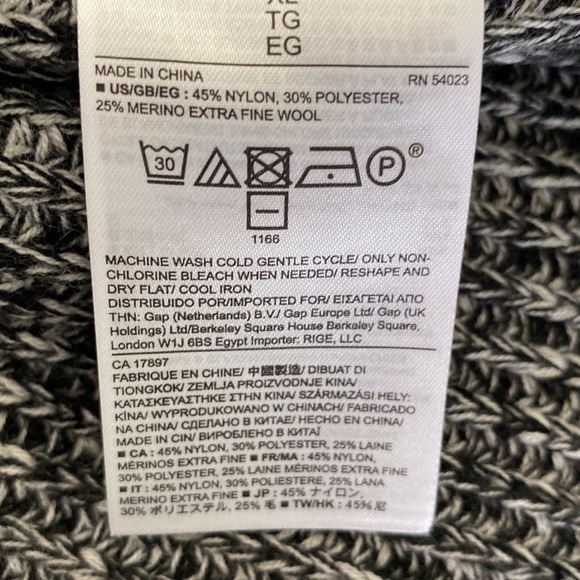 XL
TG
EG
MADE IN CHINA RN 54023
■ US/GB/EG : 45% NYLON, 30% POLYESTER,
25% MERINO EXTRA FINE WOOL
30 P ®
1166
MACHINE WASH COLD GENTLE CYCLE/ ONLY NON-
CHLORINE BLEACH WHEN NEEDED/ RESHAPE AND
DRY FLAT/ COOL IRON
DISTRIBUIDO POR/IMPORTED FOR/ ΕΙΣΑΓΕΤΑΙ ΑΠΟ
ΤΗΝ: Gap (Netherlands) B.V./ Gap Europe Ltd/ Gap (UK
Holdings) Ltd/Berkeley Square House Berkeley Square,
London W1J 6BS Egypt Importer: RIGE, LLC
CA 17897
FABRIQUE EN CHINE/ 中國製造/ DIBUAT DI
TIONGKOK/ ZEMLJA PROIZVODNJE KINA/
ΚΑΤΑΣΚΕΥΑΣΤΗΚΕ ΣΤΗΝ ΚΙΝΑ/ SZÁRMAZÁSI HELY:
KÍNA/ WYPRODUKOWANO W CHINACH/ FABRICADO
NA CHINA/ СДЕЛАНО В КИТАЕ/ HECHO EN CHINA/
MADE IN CIN/ ВИРОБЛЕНО В КИТАЇ
■ CA : 45% NYLON, 30% POLYESTER, 25% LAINE
MÉRINOS EXTRA FINE ■ FR/MA : 45% NYLON,
30% POLYESTER, 25% LAINE MÉRINOS EXTRA FINE
■ IT : 45% NYLON, 30% POLIESTERE, 25% LANA
MERINO EXTRA FINE ■ JP : 45% ナイロン,
30% ポリエステル, 25% 毛 ■ TW/HK : 45% 尼